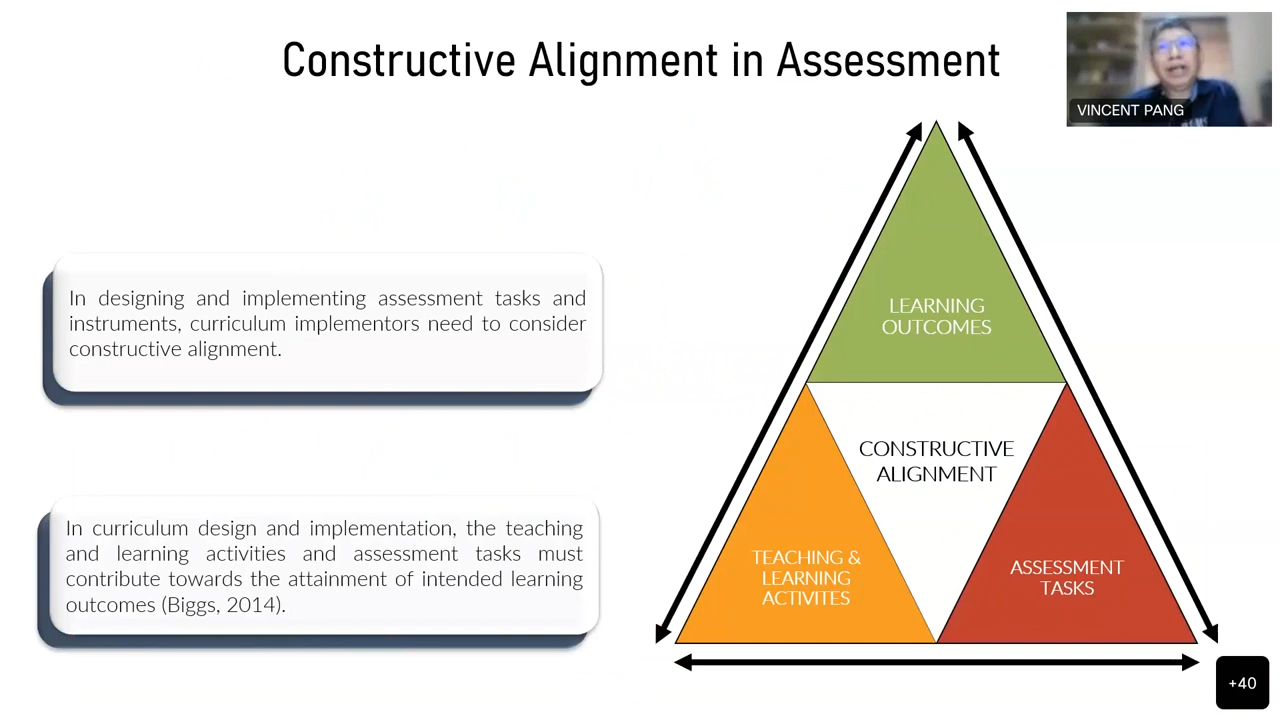 Constructive Alignment in Assessment
VINCENT PANG
In designing and implementing assessment tasks and
instruments, curriculum implementors need to consider
constructive alignment.
In curriculum design and implementation, the teaching
and learning activities and assessment tasks must
contribute towards the attainment of intended learning
outcomes (Biggs, 2014).
LEARNING
OUTCOMES
CONSTRUCTIVE
ALIGNMENT
TEACHING &
LEARNING
ACTIVITES
ASSESSMENT
TASKS
+40